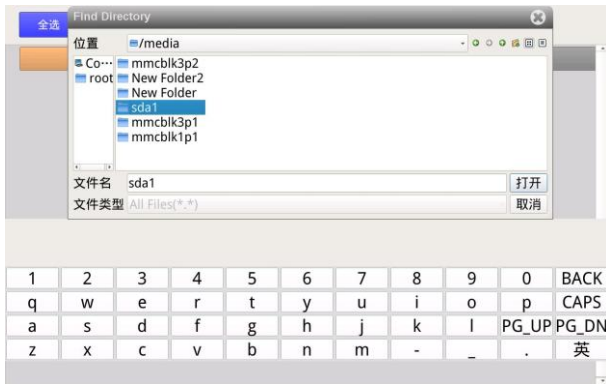 全选
Find Directory
位置 /media
Co··· mmcblk3p2
root New Folder2
New Folder
sda1
mmcblk3p1
mmcblk1p1
文件名 sda1 打开
文件类型 All Files(*.*) 取消
1 2 3 4 5 6 7 8 9 0 BACK
q w e r t y u i o p CAPS
a s d f g h j k l PG_UP PG_DN
z x c v b n m - _ . 英